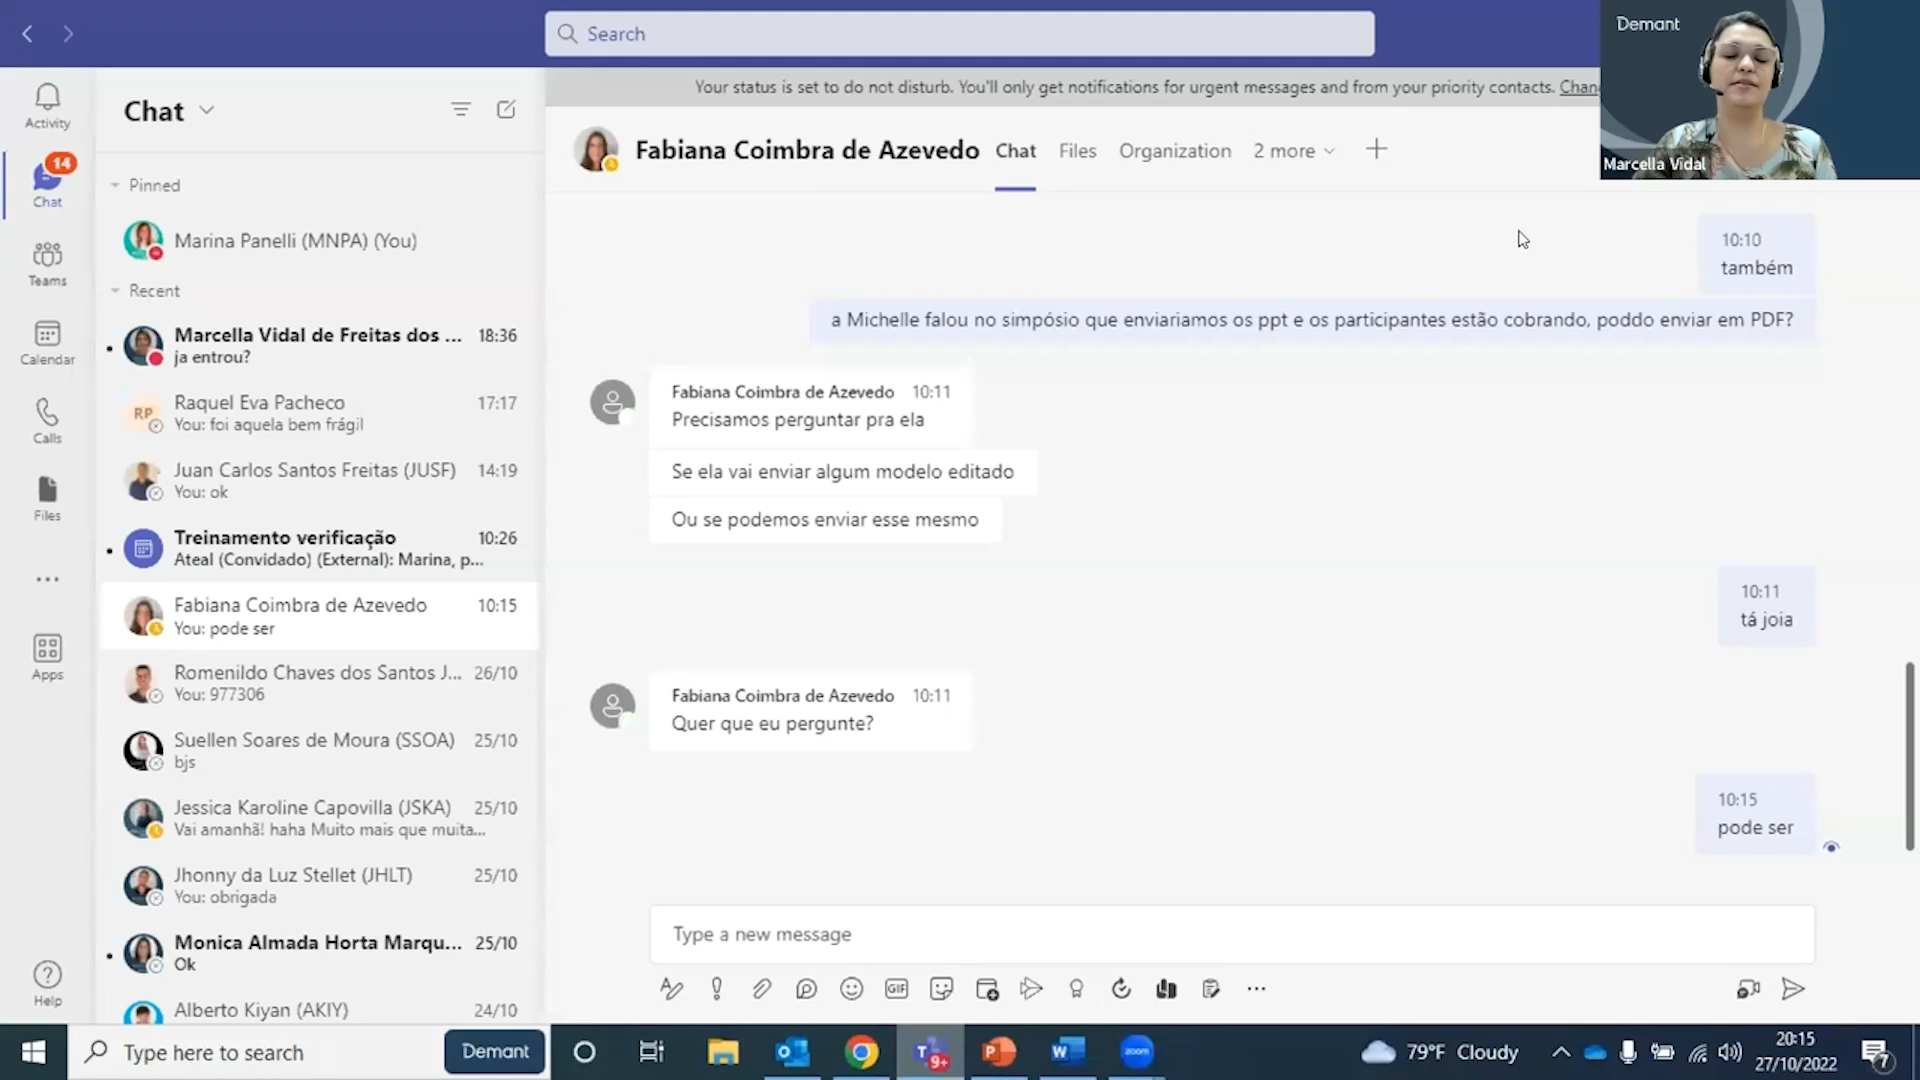 Search
Demant
Marcella Vidal
Your status is set to do not disturb. You'll only get notifications for urgent messages and from your priority contacts.
Activity
14
Chat
Teams
Calendar
Calls
Files
Apps
Help
Chat
Pinned
Marina Panelli (MNPA) (You)
Recent
Marcella Vidal de Freitas dos ... 18:36
ja entrou?
RP
Raquel Eva Pacheco 17:17
You: foi aquela bem frágil
Juan Carlos Santos Freitas (JUSF) 14:19
You: ok
Treinamento verificação 10:26
Ateal (Convidado) (External): Marina, p...
Fabiana Coimbra de Azevedo 10:15
You: pode ser
Romenildo Chaves dos Santos J... 26/10
You: 977306
Suellen Soares de Moura (SSOA) 25/10
bjs
Jessica Karoline Capovilla (JSKA) 25/10
Vai amanhã! haha Muito mais que muita...
Jhonny da Luz Stellet (JHLT) 25/10
You: obrigada
Monica Almada Horta Marqu... 25/10
Ok
Alberto Kiyan (AKIY) 24/10
Fabiana Coimbra de Azevedo Chat Files Organization 2 more
10:10
também
a Michelle falou no simpósio que enviariamos os ppt e os participantes estão cobrando, poddo enviar em PDF?
Fabiana Coimbra de Azevedo 10:11
Precisamos perguntar pra ela
Se ela vai enviar algum modelo editado
Ou se podemos enviar esse mesmo
10:11
tá joia
Fabiana Coimbra de Azevedo 10:11
Quer que eu pergunte?
10:15
pode ser
Type a new message
GIF
Type here to search
Demant
9+
zoom
79°F Cloudy
20:15
27/10/2022
7